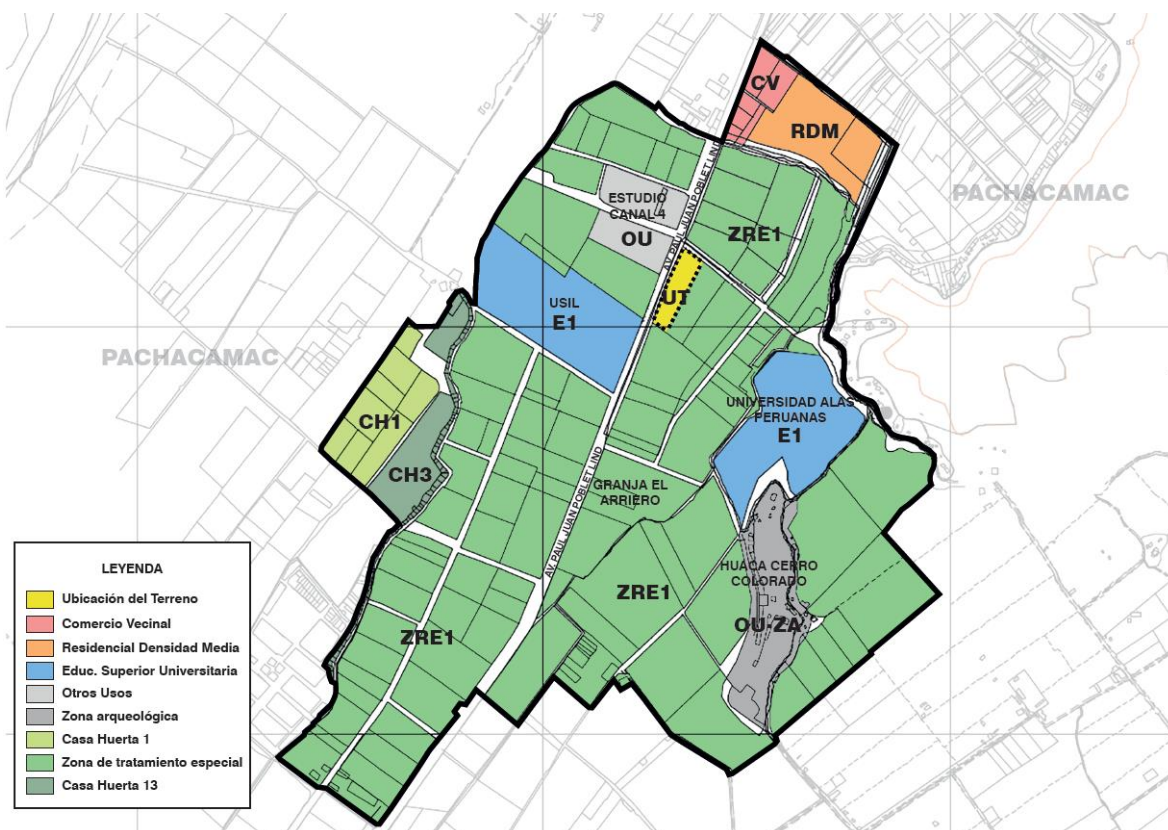 CV
RDM
PACHACAMAC
ESTUDIO
CANAL 4
OU
AV. PAUL JUAN POBLET LIND
ZRE1
UT
USIL
E1
PACHACAMAC
UNIVERSIDAD ALAS
PERUANAS
E1
CH1
CH3
GRANJA EL
ARRIERO
AV. PAUL JUAN POBLET LIND
HUACA CERRO
COLORADO
ZRE1
OU-ZA
ZRE1
LEYENDA
Ubicación del Terreno
Comercio Vecinal
Residencial Densidad Media
Educ. Superior Universitaria
Otros Usos
Zona arqueológica
Casa Huerta 1
Zona de tratamiento especial
Casa Huerta 13